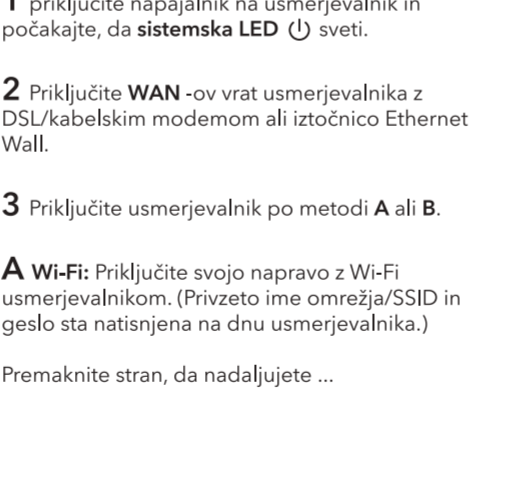 1 priključite napajalnik na usmerjevalnik in
počakajte, da sistemska LED sveti.
2 Priključite WAN -ov vrat usmerjevalnika z
DSL/kabelskim modemom ali iztočnico Ethernet
Wall.
3 Priključite usmerjevalnik po metodi A ali B.
A Wi-Fi: Priključite svojo napravo z Wi-Fi
usmerjevalnikom. (Privzeto ime omrežja/SSID in
geslo sta natisnjena na dnu usmerjevalnika.)
Premaknite stran, da nadaljujete ...